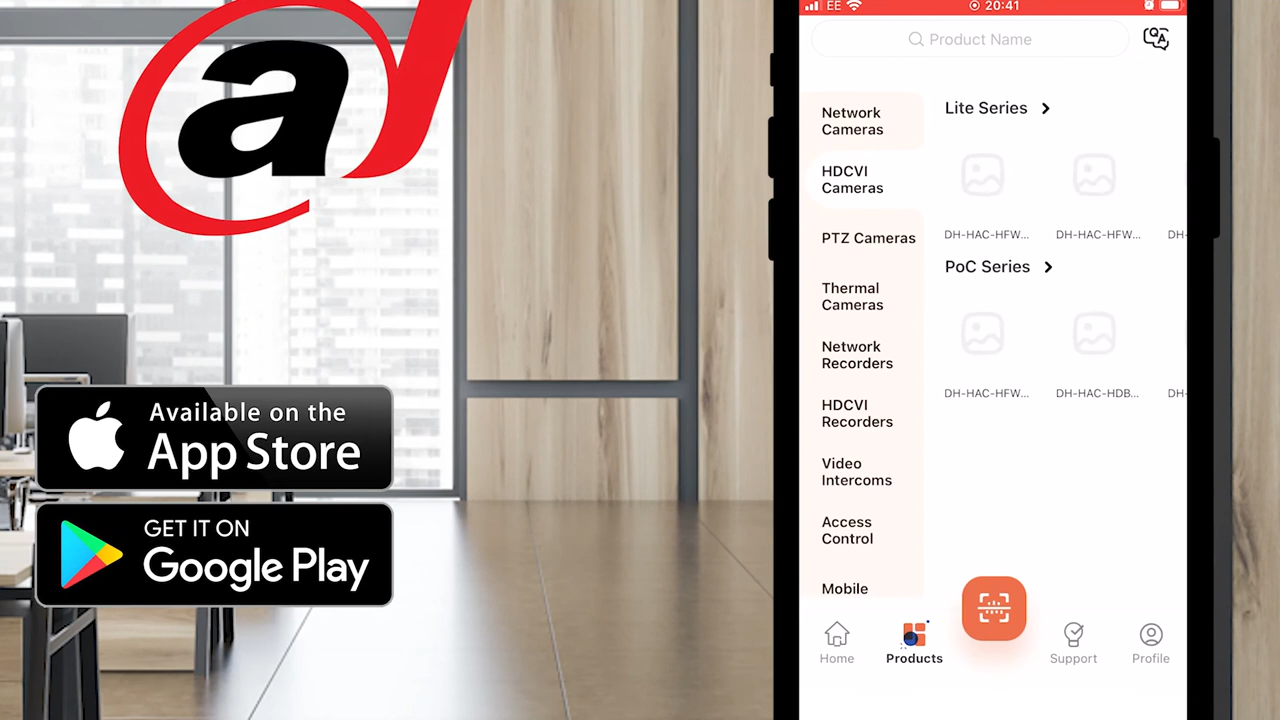 a
Available on the
App Store
GET IT ON
Google Play
EE
20:41
Product Name
Network
Cameras
HDCVI
Cameras
PTZ Cameras
Thermal
Cameras
Network
Recorders
HDCVI
Recorders
Video
Intercoms
Access
Control
Mobile
Lite Series
DH-HAC-HFW...
DH-HAC-HFW...
DH-
PoC Series
DH-HAC-HFW...
DH-HAC-HDB...
DH-
Home
Products
Support
Profile